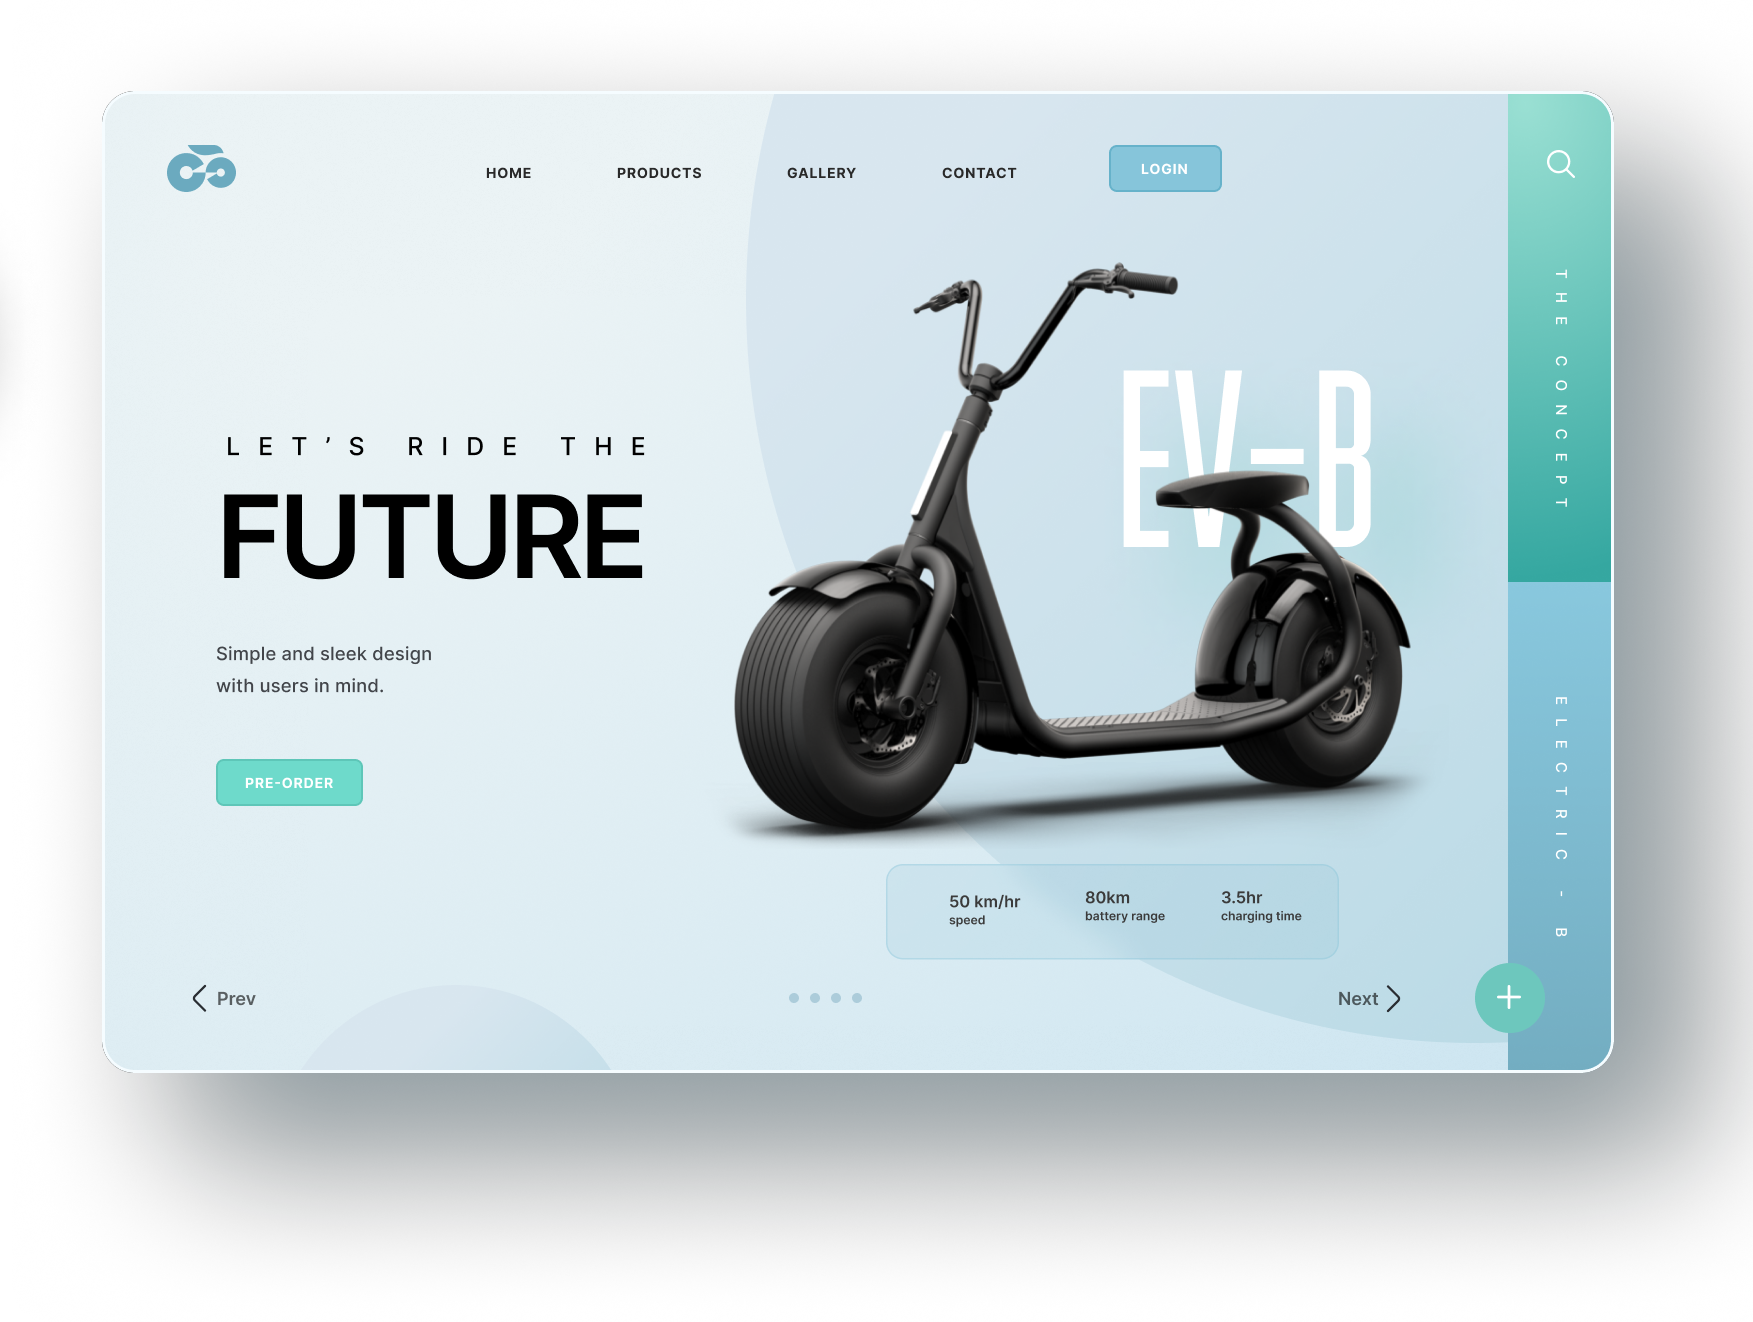 HOME
PRODUCTS
GALLERY
CONTACT
LOGIN
THE CONCEPT
EV-B
LET’S RIDE THE
FUTURE
Simple and sleek design
with users in mind.
PRE-ORDER
ELECTRIC - B
50 km/hr
speed
80km
battery range
3.5hr
charging time
Prev
Next
+